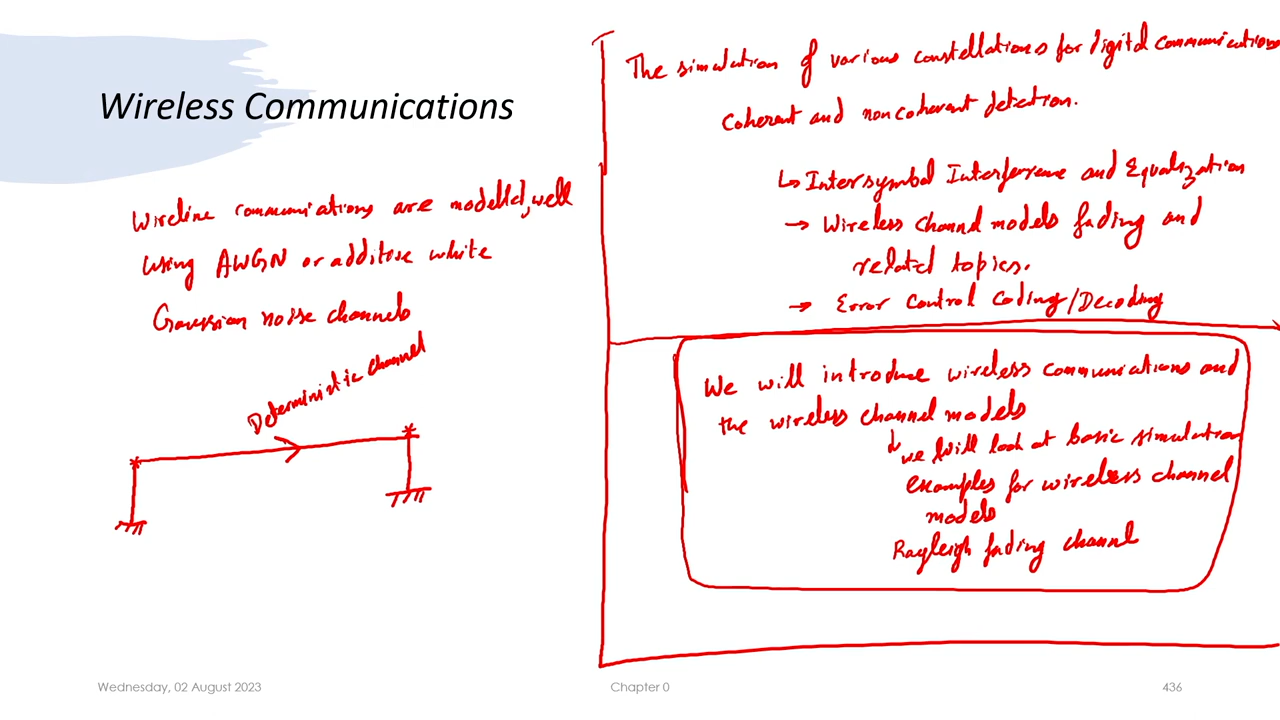 Wireless Communications
Wireline communications are modelled, well
using AWGN or additive white
Gaussian noise channels
Deterministic channel
The simulation of various constellations for digital communications
Coherent and noncoherent detection.
↳ Intersymbol Interference and Equalization
→ Wireless channel models fading and
related topics.
→ Error Control Coding/Decoding
We will introduce wireless communications and
the wireless channel models
↓ we will look at basic simulation
examples for wireless channel
models
Rayleigh fading channel
Wednesday, 02 August 2023
Chapter 0
436